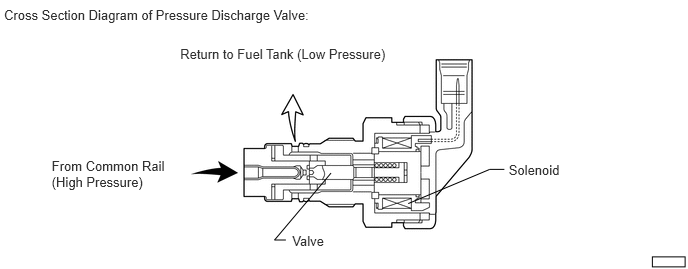 Cross Section Diagram of Pressure Discharge Valve:
Return to Fuel Tank (Low Pressure)
From Common Rail
(High Pressure)
Solenoid
Valve